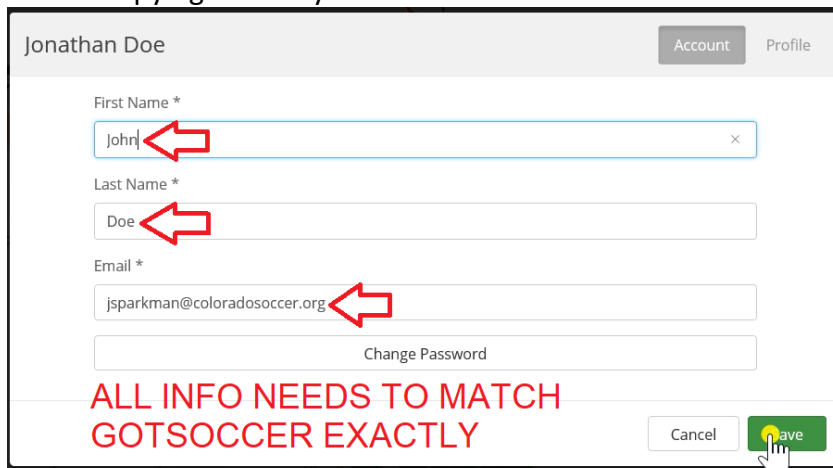 Jonathan Doe
Account
Profile
First Name *
John
Last Name *
Doe
Email *
jsparkman@coloradosoccer.org
Change Password
ALL INFO NEEDS TO MATCH
GOTSOCCER EXACTLY
Cancel
Save